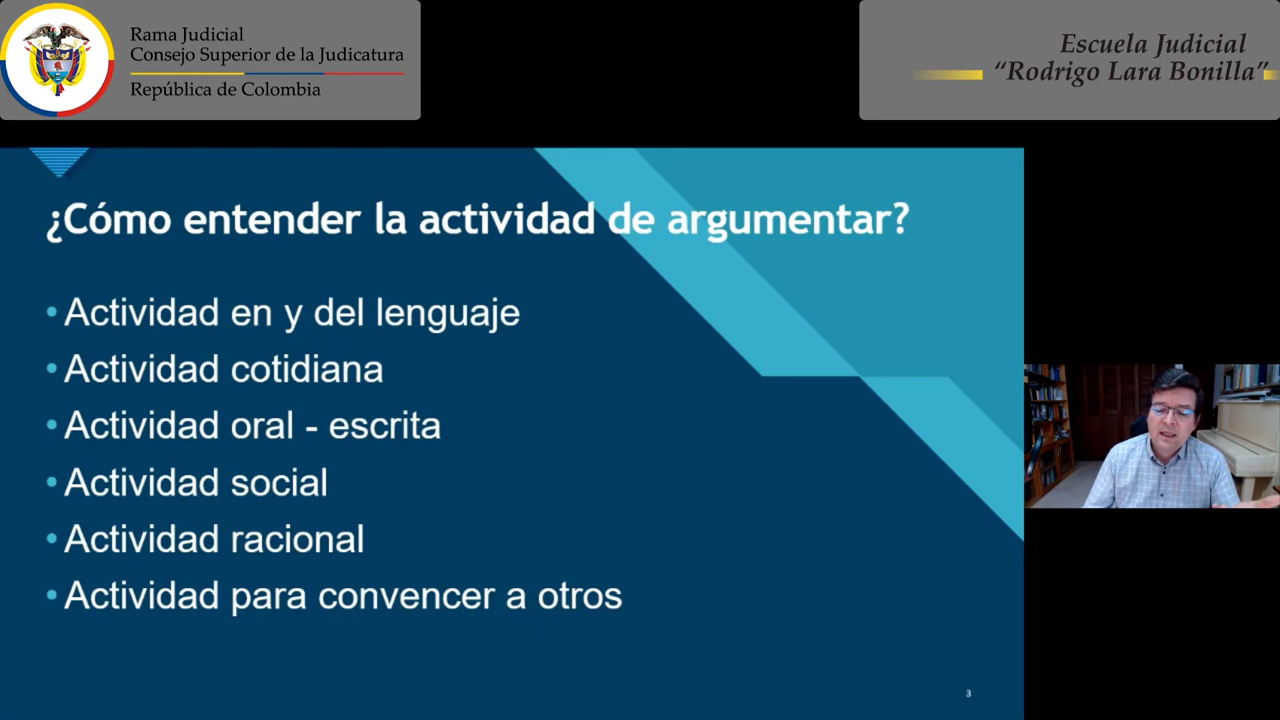 Rama Judicial
Consejo Superior de la Judicatura
República de Colombia
Escuela Judicial
“Rodrigo Lara Bonilla”
¿Cómo entender la actividad de argumentar?
• Actividad en y del lenguaje
• Actividad cotidiana
• Actividad oral - escrita
• Actividad social
• Actividad racional
• Actividad para convencer a otros
3